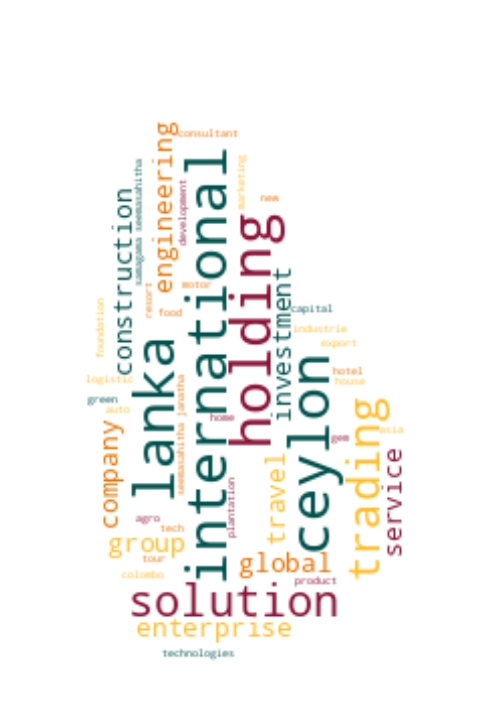 consultant
engineering
international
samagama seemasahitha
development
marketing
new
construction
holding
investment
motor
resort
food
capital
foundation
industrie
export
lanka
ceylon
logistic
hotel
house
green
auto
seemasahitha janatha
home
trading
company
gem
asia
service
travel
plantation
agro
tech
group
tour
global
colombo
product
solution
enterprise
technologies